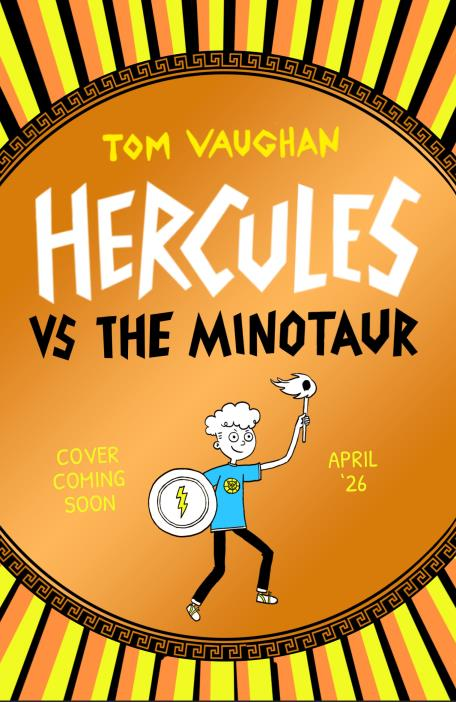 TOM VAUGHAN
HERCULES
VS THE MINOTAUR
COVER
COMING
SOON
APRIL
'26